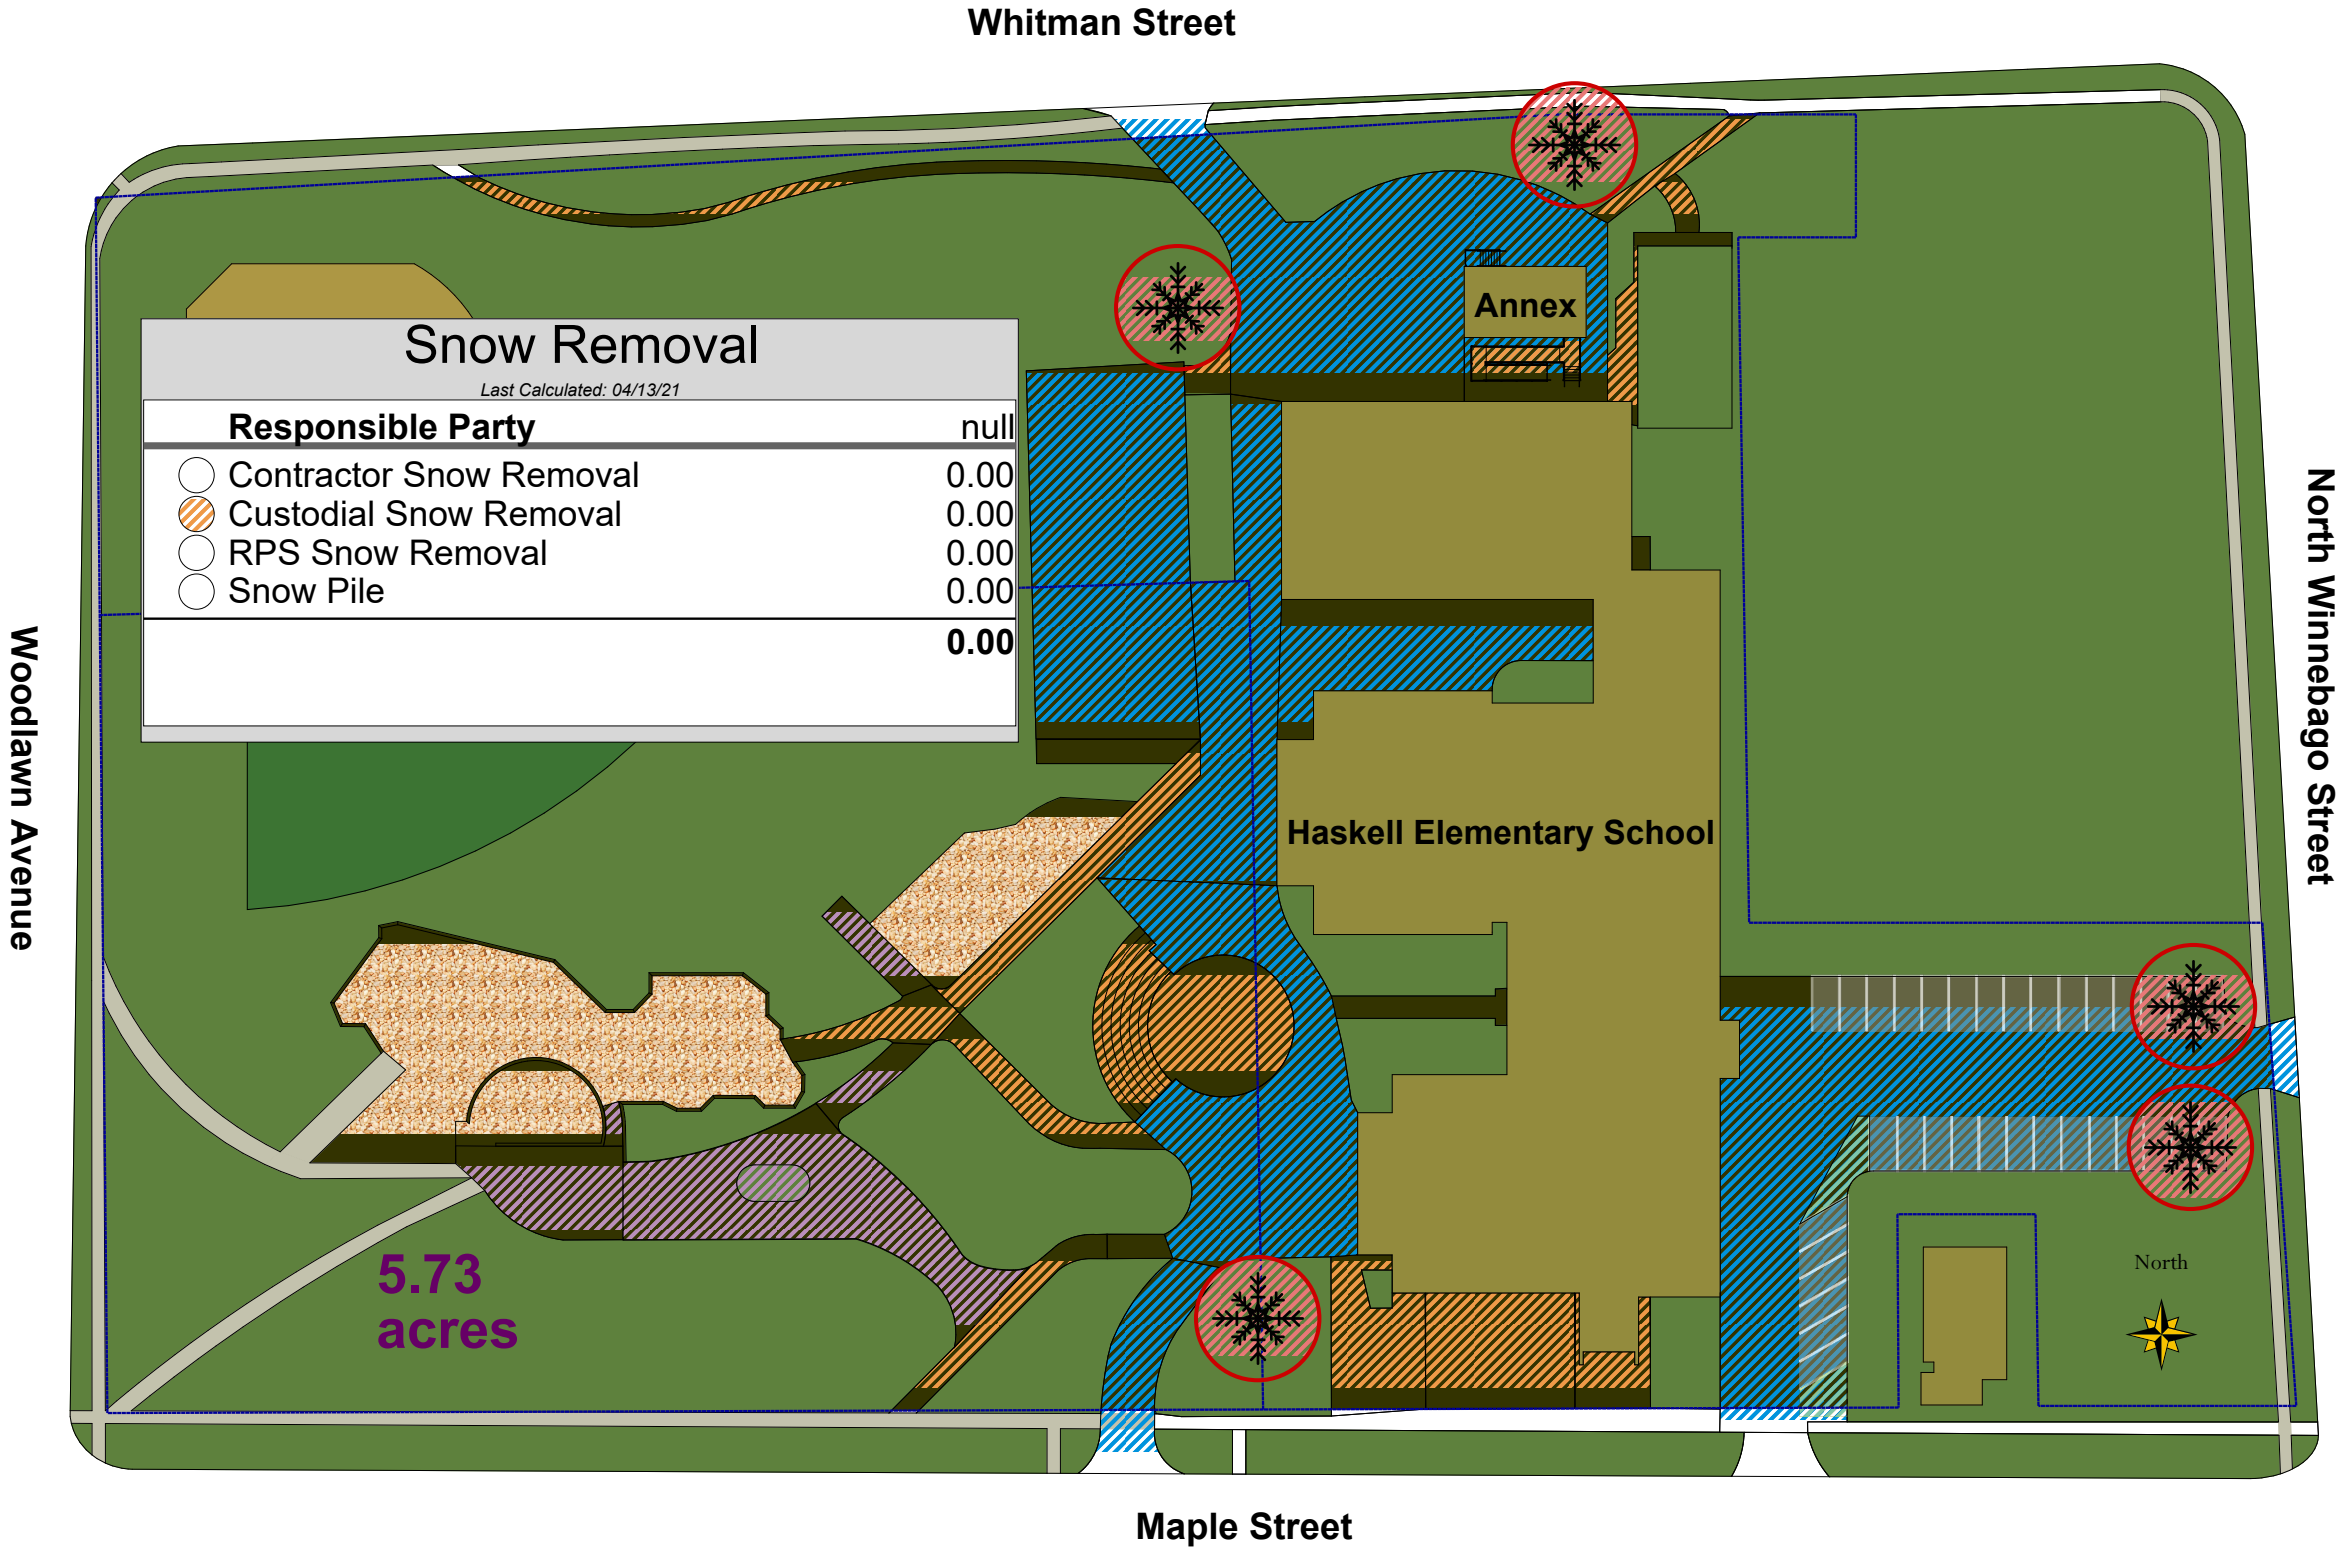 Whitman Street
Annex
Snow Removal
Last Calculated: 04/13/21
Responsible Party null
Contractor Snow Removal 0.00
Custodial Snow Removal 0.00
RPS Snow Removal 0.00
Snow Pile 0.00
0.00
Woodlawn Avenue
North Winnebago Street
Haskell Elementary School
5.73
acres
North
Maple Street